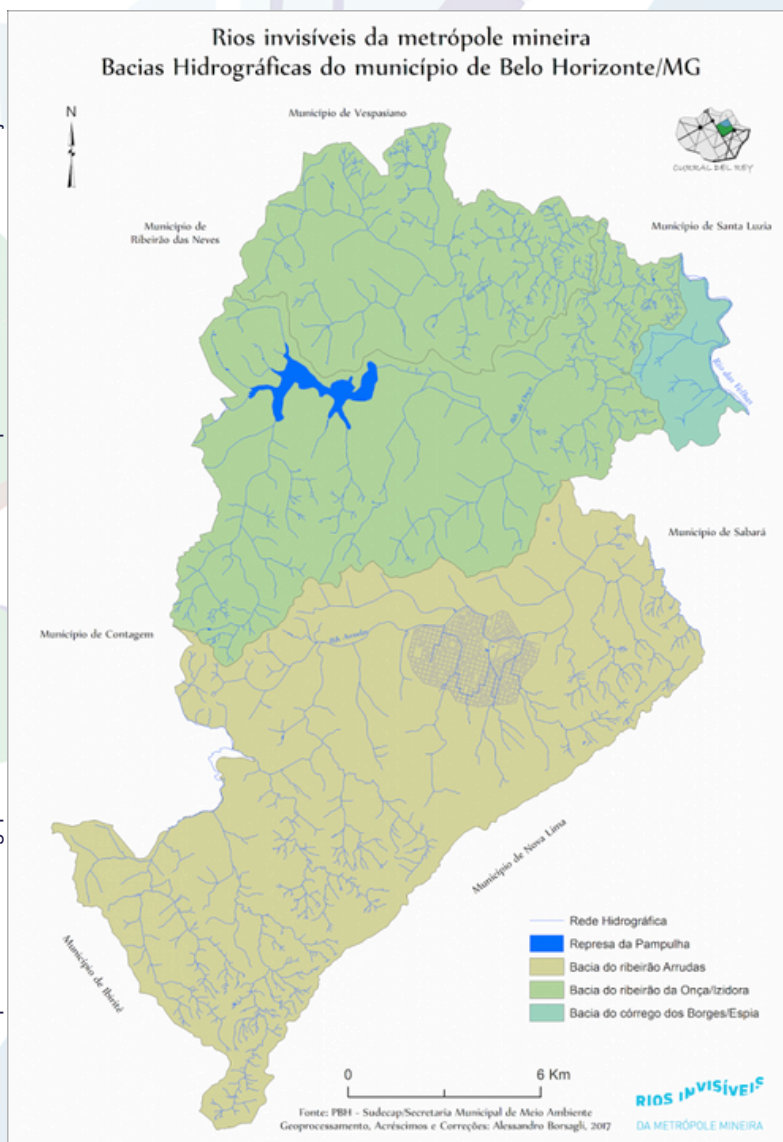 Rios invisíveis da metrópole mineira
Bacias Hidrográficas do município de Belo Horizonte/MG
N
Município de Vespasiano
CURRAL DEL REY
Município de
Ribeirão das Neves
Município de Santa Luzia
Rio das Velhas
Rib. da Onça
Município de Sabará
Município de Contagem
Rib. Arrudas
Município de Nova Lima
Município de Ibirité
Rede Hidrográfica
Represa da Pampulha
Bacia do ribeirão Arrudas
Bacia do ribeirão da Onça/Izidora
Bacia do córrego dos Borges/Espia
0 6 Km
Fonte: PBH - Sudecap/Secretaria Municipal de Meio Ambiente
Geoprocessamento, Acréscimos e Correções: Alessandro Borsagli, 2017
RIOS INVISÍVEIS
DA METRÓPOLE MINEIRA